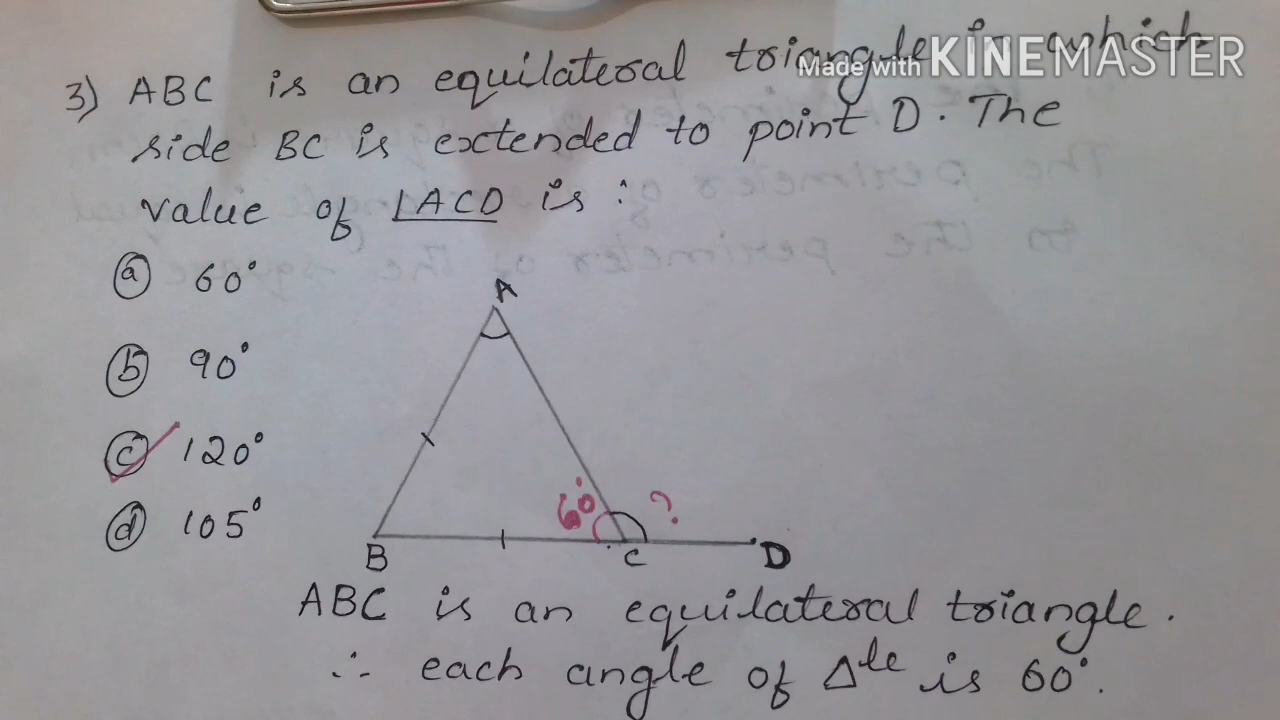 Made with KINEMASTER
3) ABC is an equilateral triangle in which
side BC is extended to point D. The
value of ∠ACD is :
(a) 60°
(b) 90°
(c) 120°
(d) 105°
A
60° ?
B C D
ABC is an equilateral triangle.
∴ each angle of Δle is 60°.